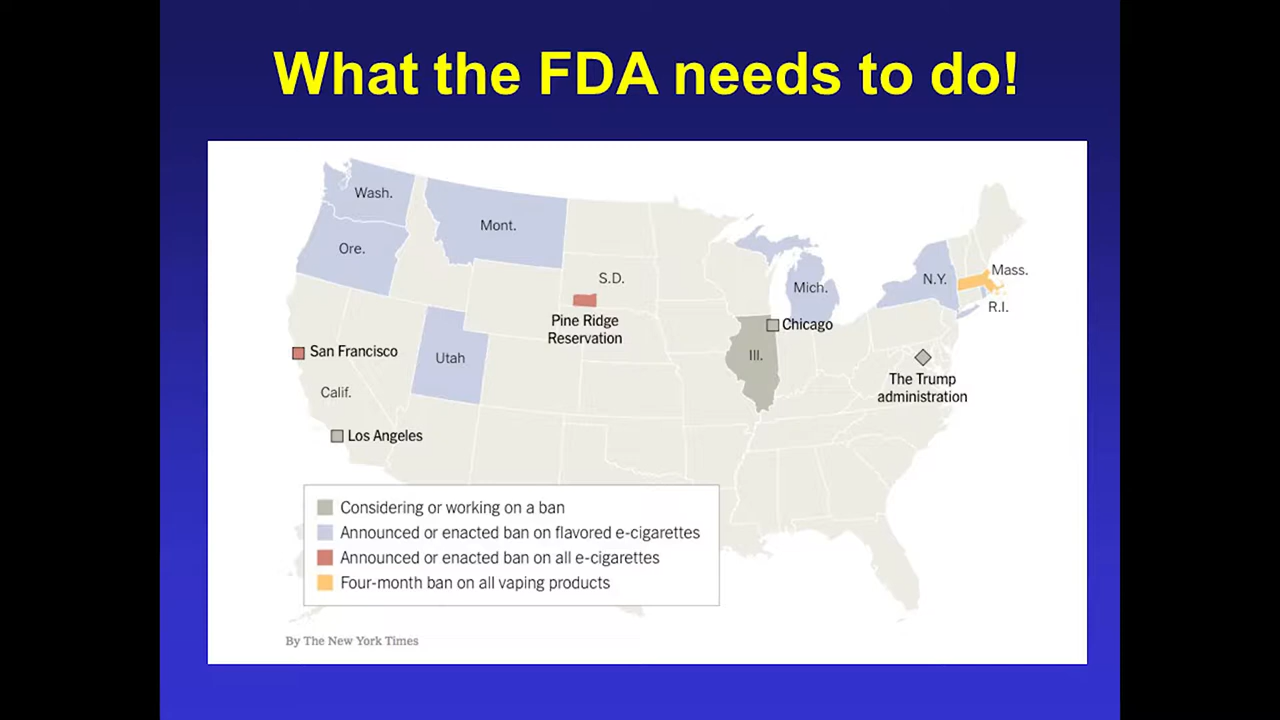 What the FDA needs to do!
Wash.
Mont.
Ore.
S.D.
N.Y.
Mass.
Mich.
R.I.
Pine Ridge
Reservation
Chicago
San Francisco
Utah
Ill.
The Trump
administration
Calif.
Los Angeles
Considering or working on a ban
Announced or enacted ban on flavored e-cigarettes
Announced or enacted ban on all e-cigarettes
Four-month ban on all vaping products
By The New York Times